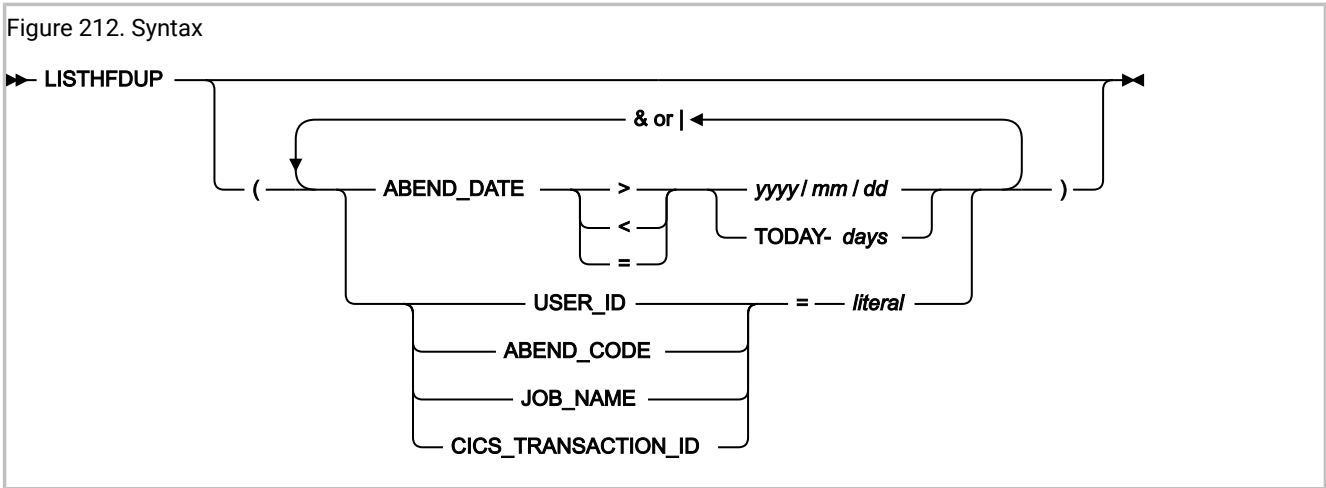 Figure 212. Syntax
LISTHFDUP
& or |
( ABEND_DATE > yyyy / mm / dd )
< TODAY- days
=
USER_ID = literal
ABEND_CODE
JOB_NAME
CICS_TRANSACTION_ID